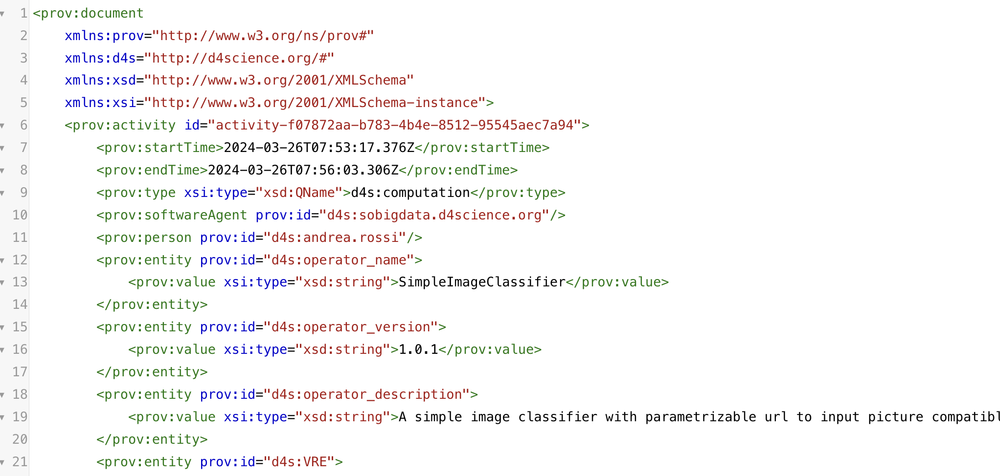 1 <prov:document
2 xmlns:prov="http://www.w3.org/ns/prov#"
3 xmlns:d4s="http://d4science.org/#"
4 xmlns:xsd="http://www.w3.org/2001/XMLSchema"
5 xmlns:xsi="http://www.w3.org/2001/XMLSchema-instance">
6 <prov:activity id="activity-f07872aa-b783-4b4e-8512-95545aec7a94">
7 <prov:startTime>2024-03-26T07:53:17.376Z</prov:startTime>
8 <prov:endTime>2024-03-26T07:56:03.306Z</prov:endTime>
9 <prov:type xsi:type="xsd:QName">d4s:computation</prov:type>
10 <prov:softwareAgent prov:id="d4s:sobigdata.d4science.org"/>
11 <prov:person prov:id="d4s:andrea.rossi"/>
12 <prov:entity prov:id="d4s:operator_name">
13 <prov:value xsi:type="xsd:string">SimpleImageClassifier</prov:value>
14 </prov:entity>
15 <prov:entity prov:id="d4s:operator_version">
16 <prov:value xsi:type="xsd:string">1.0.1</prov:value>
17 </prov:entity>
18 <prov:entity prov:id="d4s:operator_description">
19 <prov:value xsi:type="xsd:string">A simple image classifier with parametrizable url to input picture compatibl
20 </prov:entity>
21 <prov:entity prov:id="d4s:VRE">